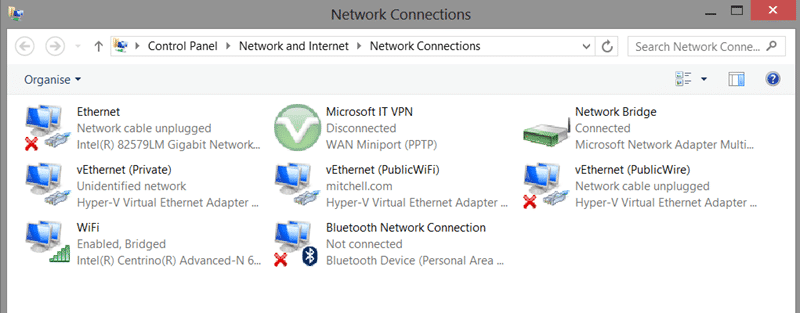 Network Connections
Control Panel Network and Internet Network Connections Search Network Conne...
Organise
Ethernet
Network cable unplugged
Intel(R) 82579LM Gigabit Network...
Microsoft IT VPN
Disconnected
WAN Miniport (PPTP)
Network Bridge
Connected
Microsoft Network Adapter Multi...
vEthernet (Private)
Unidentified network
Hyper-V Virtual Ethernet Adapter ...
vEthernet (PublicWiFi)
mitchell.com
Hyper-V Virtual Ethernet Adapter ...
vEthernet (PublicWire)
Network cable unplugged
Hyper-V Virtual Ethernet Adapter ...
WiFi
Enabled, Bridged
Intel(R) Centrino(R) Advanced-N 6...
Bluetooth Network Connection
Not connected
Bluetooth Device (Personal Area ...